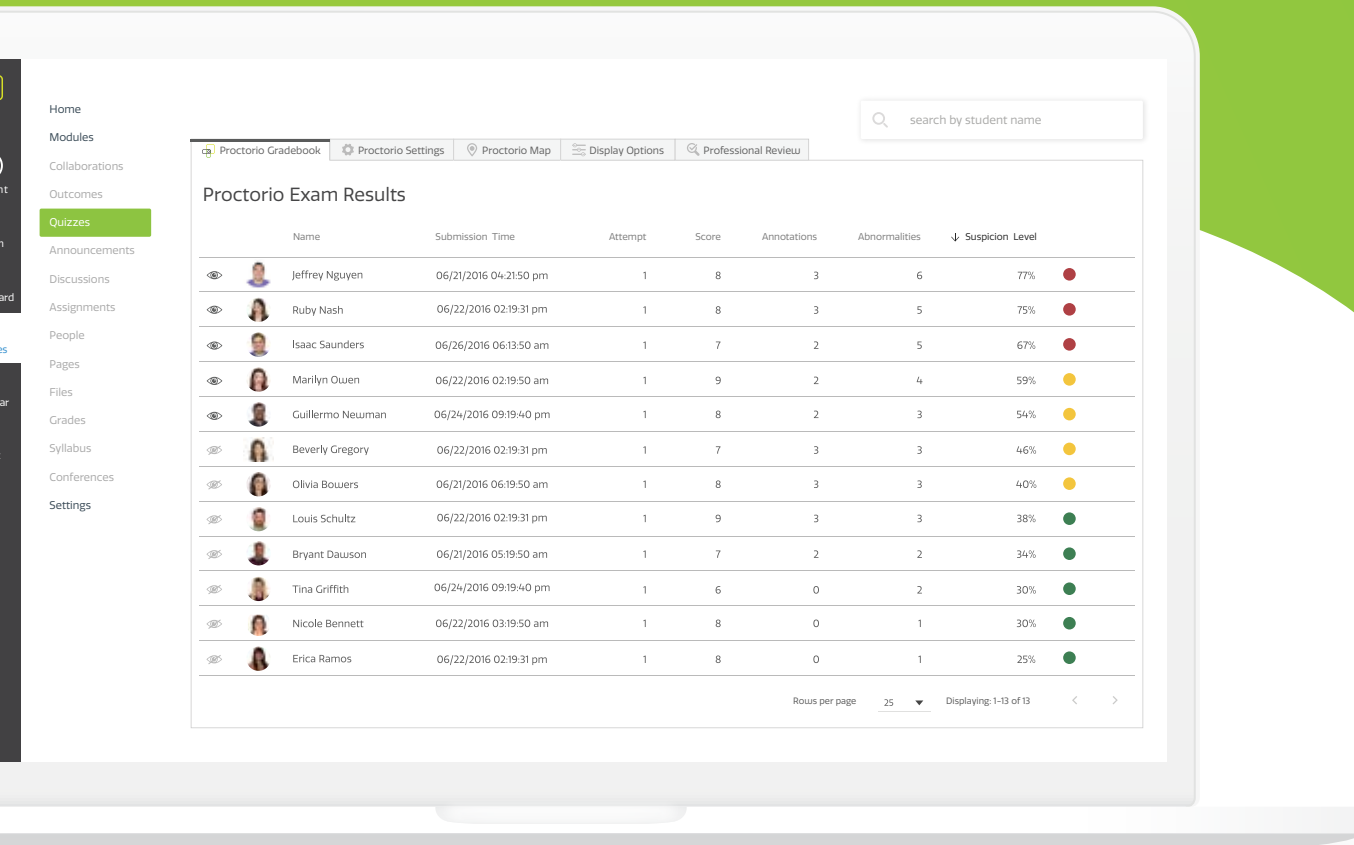 nt
n
ard
es
ar
Home
Modules
Collaborations
Outcomes
Quizzes
Announcements
Discussions
Assignments
People
Pages
Files
Grades
Syllabus
Conferences
Settings
search by student name
Proctorio Gradebook Proctorio Settings Proctorio Map Display Options Professional Review
Proctorio Exam Results
Name Submission Time Attempt Score Annotations Abnormalities ↓ Suspicion Level
Jeffrey Nguyen 06/21/2016 04:21:50 pm 1 8 3 6 77%
Ruby Nash 06/22/2016 02:19:31 pm 1 8 3 5 75%
Isaac Saunders 06/26/2016 06:13:50 am 1 7 2 5 67%
Marilyn Owen 06/22/2016 02:19:50 am 1 9 2 4 59%
Guillermo Newman 06/24/2016 09:19:40 pm 1 8 2 3 54%
Beverly Gregory 06/22/2016 02:19:31 pm 1 7 3 3 46%
Olivia Bowers 06/21/2016 06:19:50 am 1 8 3 3 40%
Louis Schultz 06/22/2016 02:19:31 pm 1 9 3 3 38%
Bryant Dawson 06/21/2016 05:19:50 am 1 7 2 2 34%
Tina Griffith 06/24/2016 09:19:40 pm 1 6 0 2 30%
Nicole Bennett 06/22/2016 03:19:50 am 1 8 0 1 30%
Erica Ramos 06/22/2016 02:19:31 pm 1 8 0 1 25%
Rows per page 25 Displaying: 1-13 of 13